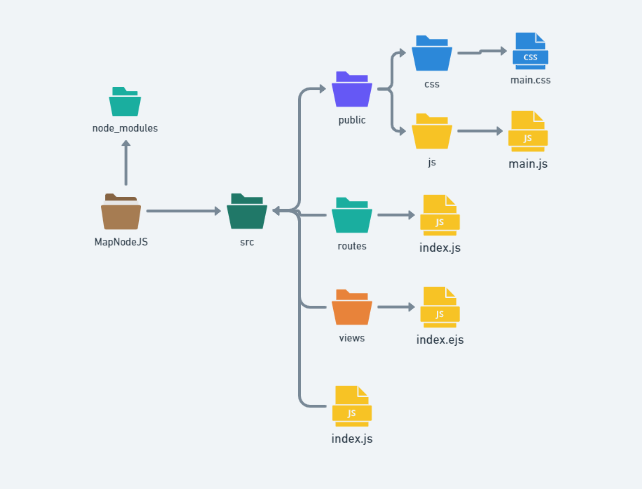 css
CSS
main.css
public
js
JS
main.js
node_modules
MapNodeJS
src
routes
JS
index.js
views
JS
index.ejs
JS
index.js